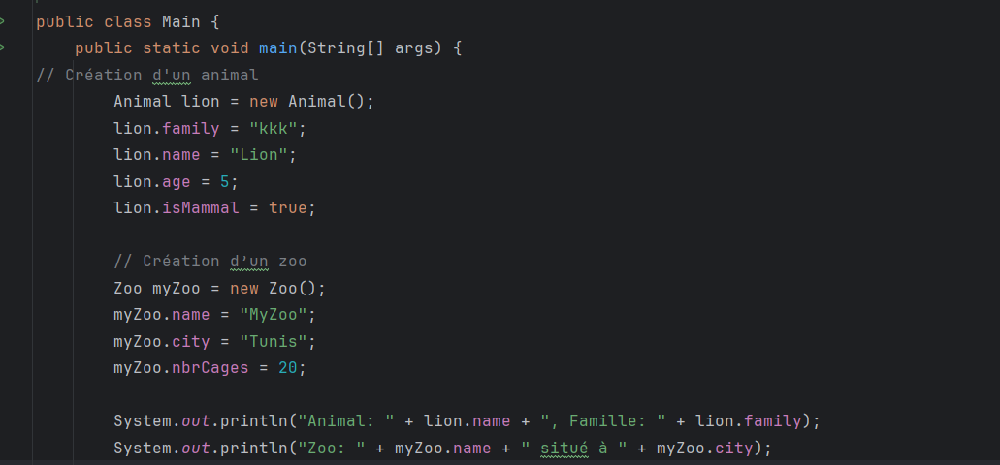 public class Main {
public static void main(String[] args) {
// Création d'un animal
Animal lion = new Animal();
lion.family = "kkk";
lion.name = "Lion";
lion.age = 5;
lion.isMammal = true;
// Création d'un zoo
Zoo myZoo = new Zoo();
myZoo.name = "MyZoo";
myZoo.city = "Tunis";
myZoo.nbrCages = 20;
System.out.println("Animal: " + lion.name + ", Famille: " + lion.family);
System.out.println("Zoo: " + myZoo.name + " situé à " + myZoo.city);